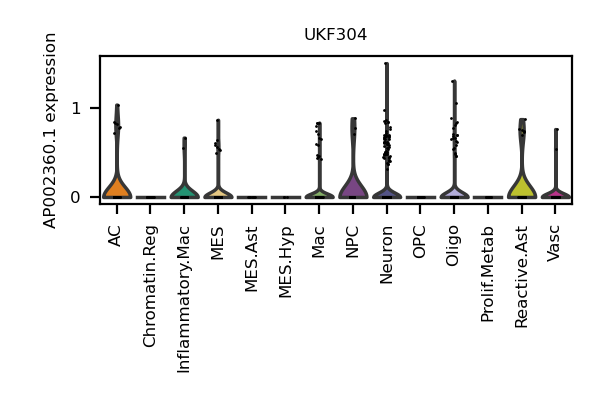 UKF304
AP002360.1 expression
1
0
AC
Chromatin.Reg
Inflammatory.Mac
MES
MES.Ast
MES.Hyp
Mac
NPC
Neuron
OPC
Oligo
Prolif.Metab
Reactive.Ast
Vasc